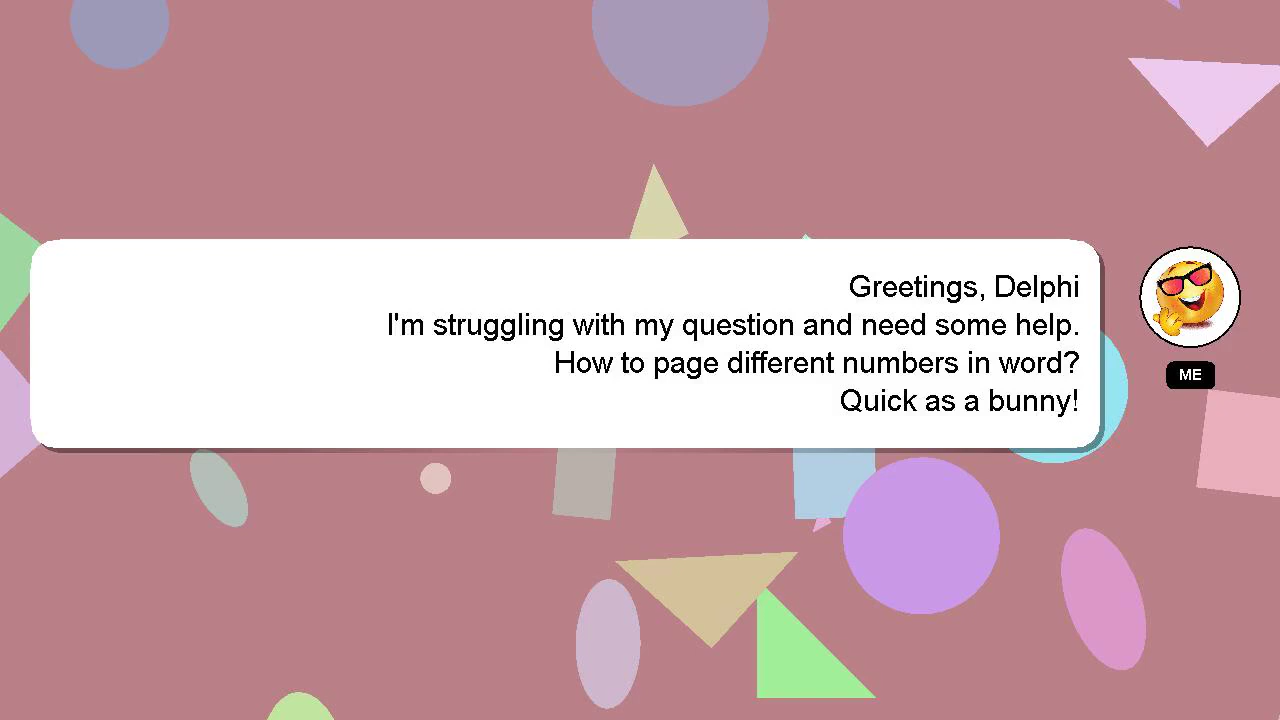 Greetings, Delphi
I'm struggling with my question and need some help.
How to page different numbers in word?
Quick as a bunny!
ME